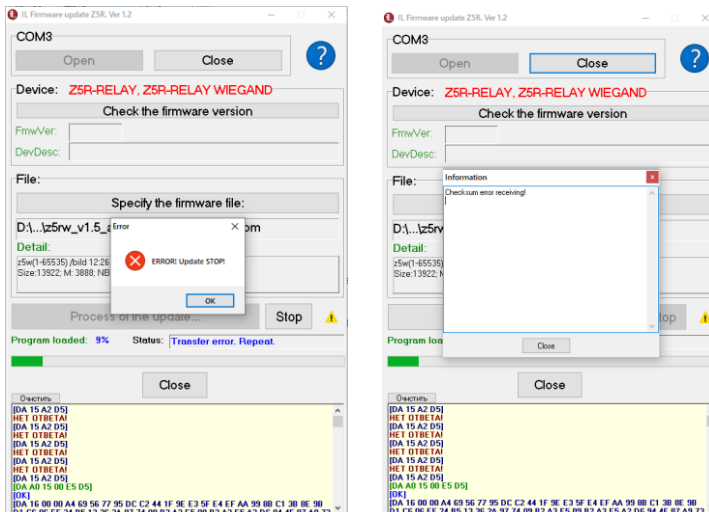 IL Firmware update Z5R. Ver 1.2
COM3
Open
Close
Device: Z5R-RELAY, Z5R-RELAY WIEGAND
Check the firmware version
FmwVer:
DevDesc:
File:
Specify the firmware file:
D:\...\z5rw_v1.5_a
om
Error
ERROR! Update STOP!
OK
Detail:
z5w(1-65535) /bild 12:26
Size:13922; M: 3888; NB
Process of the update...
Stop
Program loaded: 9% Status: Transfer error. Repeat.
Close
Очистить
[DA 15 A2 D5]
НЕТ ОТВЕТА!
[DA 15 A2 D5]
НЕТ ОТВЕТА!
[DA 15 A2 D5]
НЕТ ОТВЕТА!
[DA 15 A2 D5]
НЕТ ОТВЕТА!
[DA 15 A2 D5]
[DA A0 15 00 E5 D5]
[OK]
[DA 16 00 00 A4 69 56 77 95 DC C2 44 1F 9E E3 5F E4 EF AA 99 0B C1 3B 0E 9B
IL Firmware update Z5R. Ver 1.2
COM3
Open
Close
Device: Z5R-RELAY, Z5R-RELAY WIEGAND
Check the firmware version
FmwVer:
DevDesc:
File:
D:\...\z5rw
Information
Checksum error receiving!
Close
Detail:
z5w(1-65535)
Size:13922; M
top
Program loa
Close
Очистить
[DA 15 A2 D5]
НЕТ ОТВЕТА!
[DA 15 A2 D5]
НЕТ ОТВЕТА!
[DA 15 A2 D5]
НЕТ ОТВЕТА!
[DA 15 A2 D5]
НЕТ ОТВЕТА!
[DA 15 A2 D5]
[DA A0 15 00 E5 D5]
[OK]
[DA 16 00 00 A4 69 56 77 95 DC C2 44 1F 9E E3 5F E4 EF AA 99 0B C1 3B 0E 9B